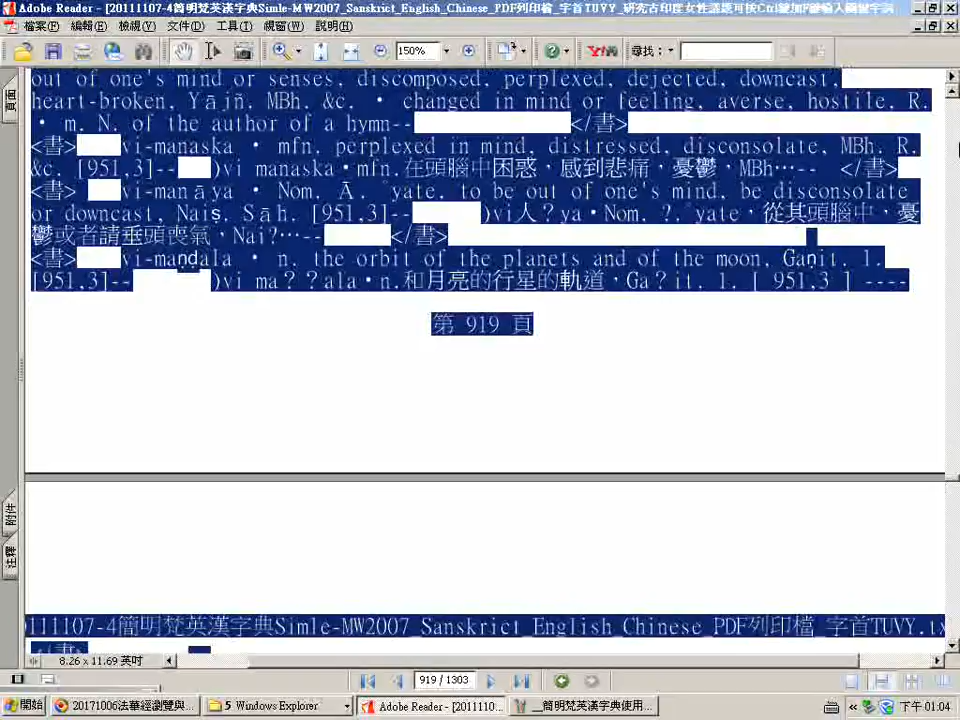 Adobe Reader - [20111107-4簡明梵英漢字典Simle-MW2007_Sanskrict_English_Chinese_PDF列印檔_字首TUVY_研究古印度女性議題可按Ctrl鍵加F鍵輸入
檔案(F) 編輯(E) 檢視(V) 文件(D) 工具(T) 視窗(W) 說明(H)
150% Y! 尋找:
頁面
out of one's mind or senses, discomposed, perplexed, dejected, downcast,
heart-broken, Yājñ. MBh. &c. • changed in mind or feeling, averse, hostile, R.
• m. N. of the author of a hymn-- </書>
<書> vi-manaska • mfn. perplexed in mind, distressed, disconsolate, MBh. R.
&c. [951,3]-- )vi manaska•mfn.在頭腦中困惑，感到悲痛，憂鬱，MBh…-- </書>
<書> vi-manāya • Nom. Ā. °yate, to be out of one's mind, be disconsolate
or downcast, Naiṣ. Sāh. [951,3]-- )vi人？ya•Nom. ?.°yate，從其頭腦中，憂
鬱或者請垂頭喪氣，Nai?…-- </書>
<書> vi-maṇḍala • n. the orbit of the planets and of the moon, Gaṇit. l.
[951,3]-- )vi ma？？ala•n.和月亮的行星的軌道，Ga？it. l. [ 951,3 ] ----
第 919 頁
附件
注釋
111107-4簡明梵英漢字典Simle-MW2007_Sanskrict_English_Chinese_PDF列印檔_字首TUVY.tx
</書>
8.26 x 11.69 英吋
919 / 1303
開始 20171006法華經瀏覽與... 5 Windows Explorer Adobe Reader - [2011110... __簡明梵英漢字典使用... 下午 01:04